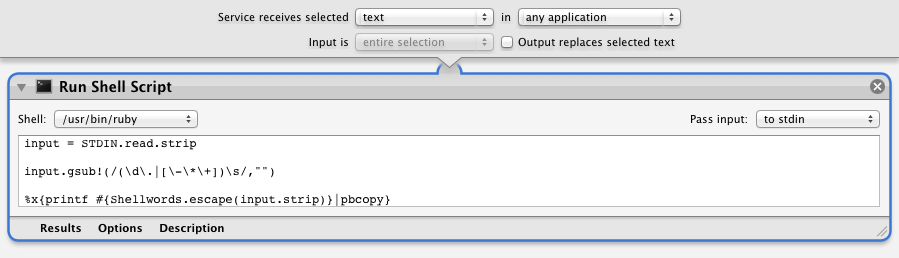 Service receives selected text in any application
Input is entire selection Output replaces selected text
Run Shell Script
Shell: /usr/bin/ruby Pass input: to stdin
input = STDIN.read.strip
input.gsub!(/(\d\.|[\-\*\+])\s/,"")
%x{printf #{Shellwords.escape(input.strip)}|pbcopy}
Results Options Description